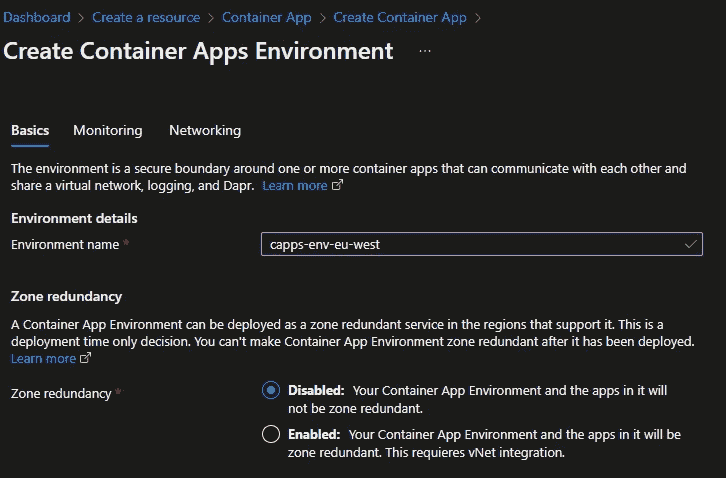 Dashboard > Create a resource > Container App > Create Container App >
Create Container Apps Environment ...
Basics Monitoring Networking
The environment is a secure boundary around one or more container apps that can communicate with each other and
share a virtual network, logging, and Dapr. Learn more
Environment details
Environment name * capps-env-eu-west
Zone redundancy
A Container App Environment can be deployed as a zone redundant service in the regions that support it. This is a
deployment time only decision. You can't make Container App Environment zone redundant after it has been deployed.
Learn more
Zone redundancy * Disabled: Your Container App Environment and the apps in it will
not be zone redundant.
Enabled: Your Container App Environment and the apps in it will be
zone redundant. This requieres vNet integration.